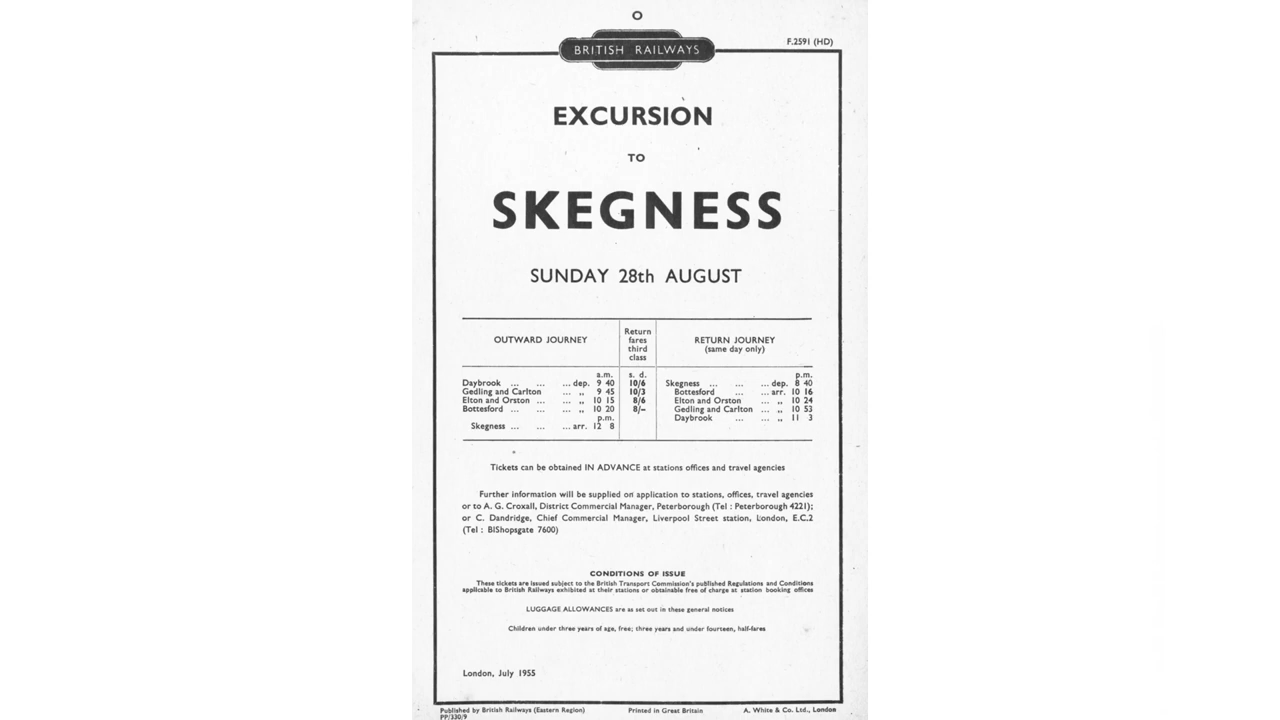 O
BRITISH RAILWAYS
F.2591 (HD)
EXCURSION
TO
SKEGNESS
SUNDAY 28th AUGUST
OUTWARD JOURNEY
Return
fares
third
class
RETURN JOURNEY
(same day only)
a.m. s. d. p.m.
Daybrook ... ... ... dep. 9 40 10/6 Skegness ... ... ... dep. 8 40
Gedling and Carlton ... „ 9 45 10/3 Bottesford ... ... arr. 10 16
Elton and Orston ... ... „ 10 15 8/6 Elton and Orston ... „ 10 24
Bottesford ... ... ... „ 10 20 8/– Gedling and Carlton ... „ 10 53
p.m. Daybrook ... ... „ 11 3
Skegness ... ... ... arr. 12 8
Tickets can be obtained IN ADVANCE at stations offices and travel agencies
Further information will be supplied on application to stations, offices, travel agencies
or to A. G. Croxall, District Commercial Manager, Peterborough (Tel : Peterborough 4221);
or C. Dandridge, Chief Commercial Manager, Liverpool Street station, London, E.C.2
(Tel : BIShopsgate 7600)
CONDITIONS OF ISSUE
These tickets are issued subject to the British Transport Commission's published Regulations and Conditions
applicable to British Railways exhibited at their stations or obtainable free of charge at station booking offices
LUGGAGE ALLOWANCES are as set out in these general notices
Children under three years of age, free; three years and under fourteen, half-fares
London, July 1955
Published by British Railways (Eastern Region) Printed in Great Britain A. White & Co. Ltd., London
PP/330/9